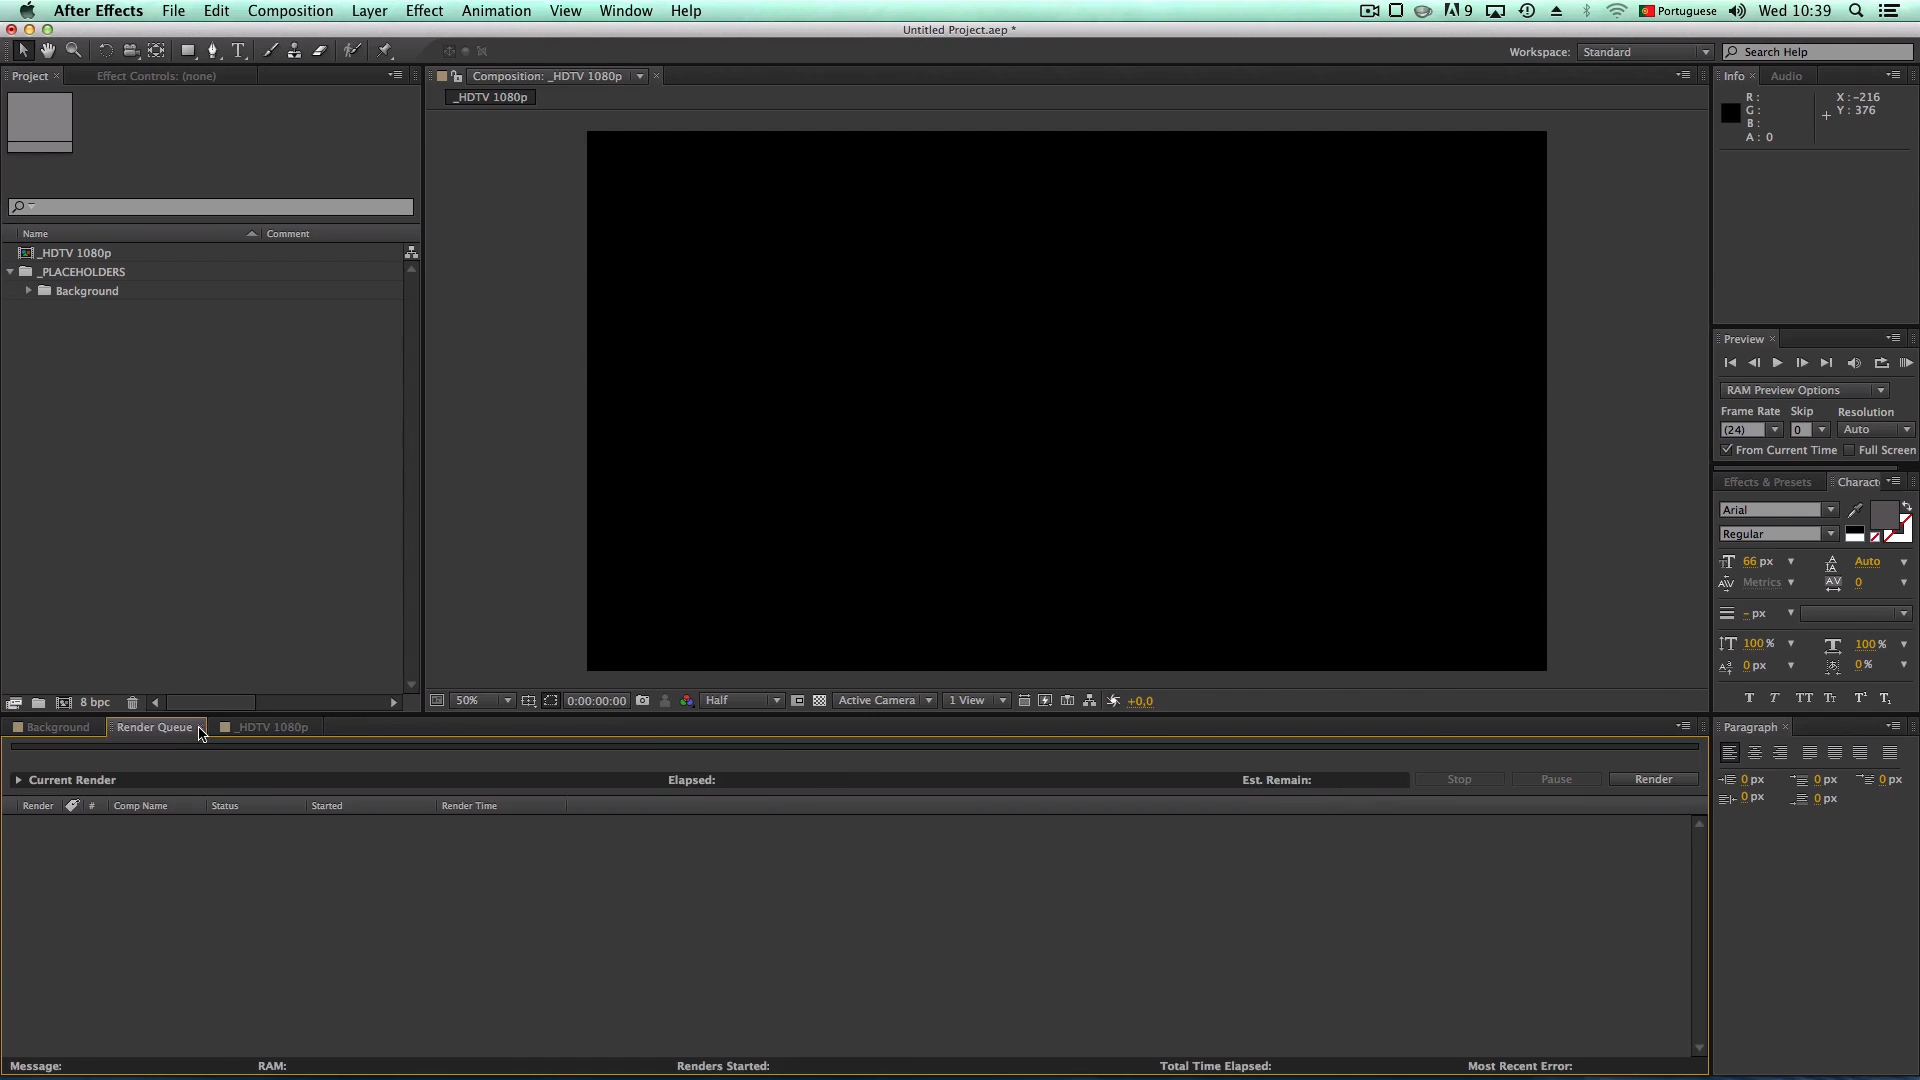 After Effects File Edit Composition Layer Effect Animation View Window Help 9 Portuguese Wed 10:39
Untitled Project.aep *
Workspace: Standard Search Help
Project Effect Controls: (none) Composition: _HDTV 1080p Info Audio
_HDTV 1080p
R: X: -216
G: Y: 376
B:
A: 0
Name Comment
_HDTV 1080p
_PLACEHOLDERS
Background
Preview
RAM Preview Options
Frame Rate Skip Resolution
(24) 0 Auto
From Current Time Full Screen
Effects & Presets Charact
Arial
Regular
66 px Auto
Metrics 0
- px
100 % 100 %
0 px 0 %
T T TT Tr T¹ T₁
8 bpc 50% 0:00:00:00 Half Active Camera 1 View +0,0
Background Render Queue _HDTV 1080p Paragraph
Current Render Elapsed: Est. Remain: Stop Pause Render
Render # Comp Name Status Started Render Time
0 px 0 px 0 px
0 px 0 px
Message: RAM: Renders Started: Total Time Elapsed: Most Recent Error: